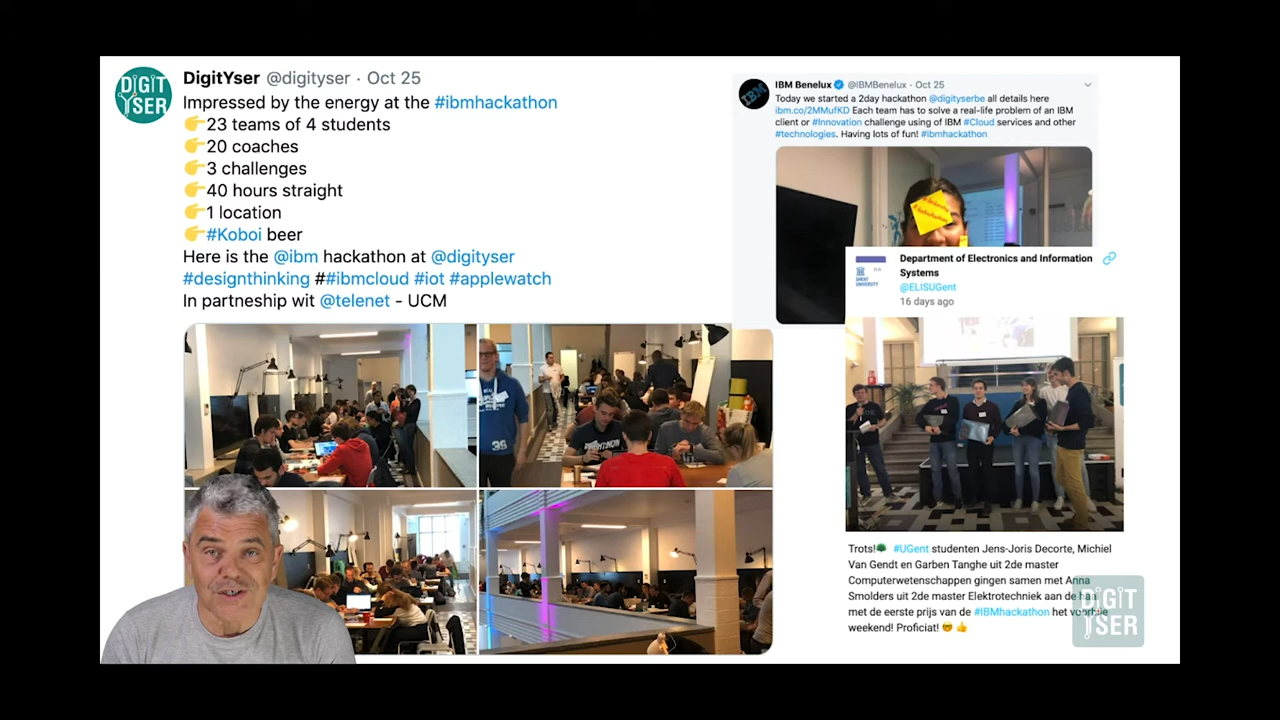 DIGIT
YSER
DigitYser @digityser · Oct 25
Impressed by the energy at the #ibmhackathon
👉23 teams of 4 students
👉20 coaches
👉3 challenges
👉40 hours straight
👉1 location
👉#Koboi beer
Here is the @ibm hackathon at @digityser
#designthinking ##ibmcloud #iot #applewatch
In partneship wit @telenet - UCM
36
IBM
IBM Benelux @IBMBenelux · Oct 25
Today we started a 2day hackathon @digityserbe all details here
ibm.co/2MMufKD Each team has to solve a real-life problem of an IBM
client or #Innovation challenge using of IBM #Cloud services and other
#technologies. Having lots of fun! #ibmhackathon
GHENT
UNIVERSITY
Department of Electronics and Information
Systems
@ELISUGent
16 days ago
Trots! #UGent studenten Jens-Joris Decorte, Michiel
Van Gendt en Garben Tanghe uit 2de master
Computerwetenschappen gingen samen met Anna
Smolders uit 2de master Elektrotechniek aan de haal
met de eerste prijs van de #IBMhackathon het voorbije
weekend! Proficiat! 🤓 👍
DIGIT
YSER